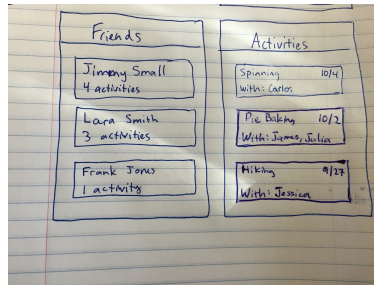 Friends
Jimmy Small
4 activities
Lara Smith
3 activities
Frank Jones
1 activity
Activities
Spinning 10/4
With: Carlos
Pie Baking 10/2
With: James, Julia
Hiking 9/27
With: Jessica